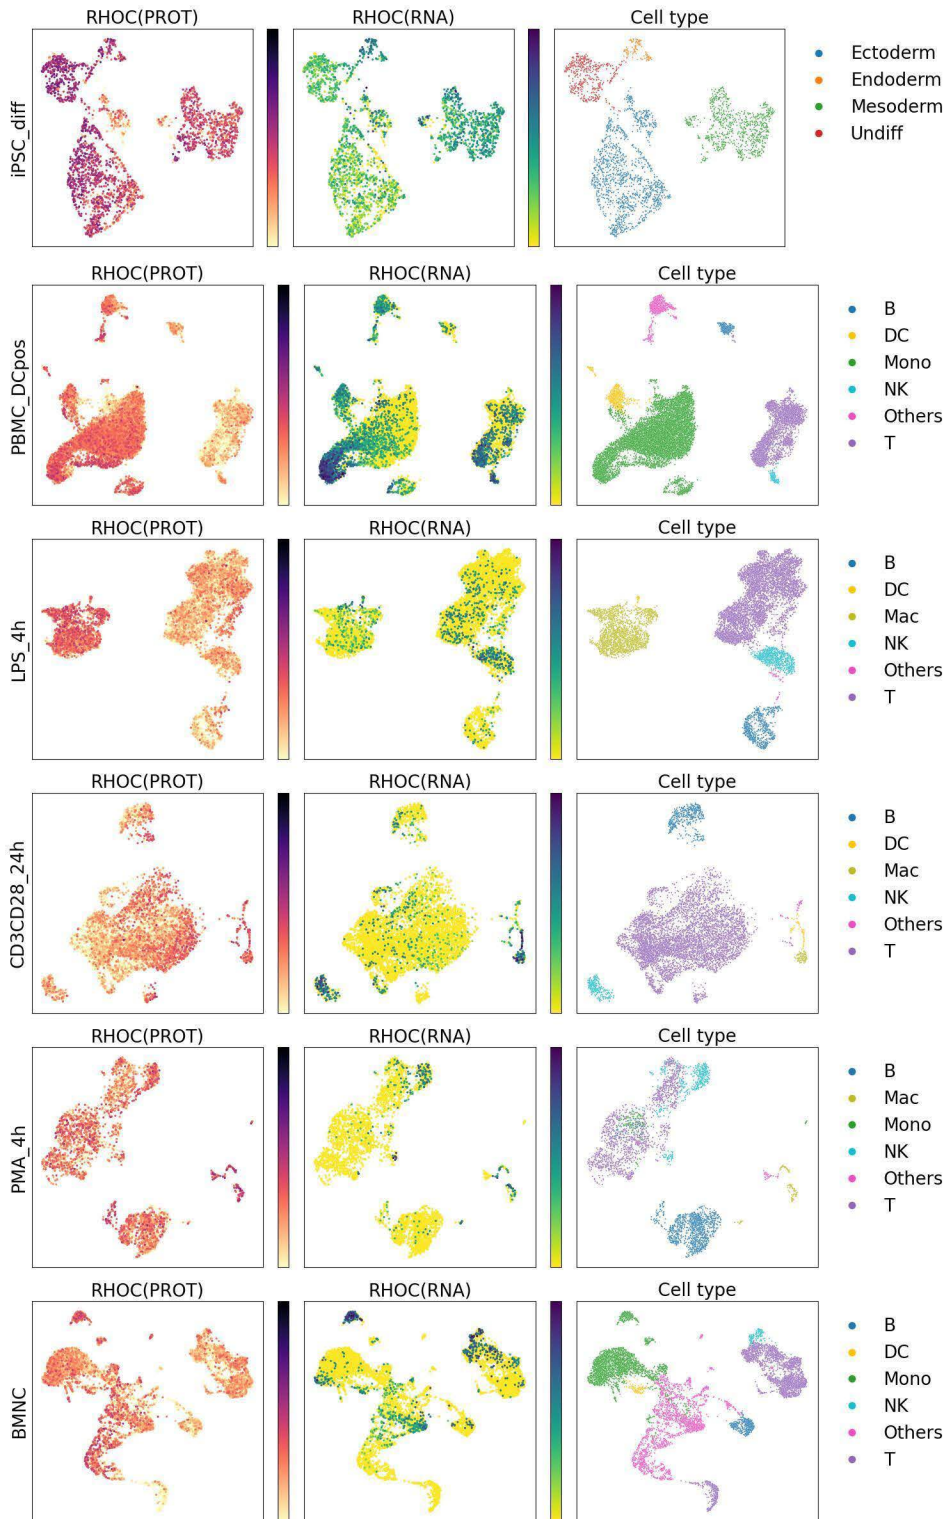 RHOC(PROT) RHOC(RNA) Cell type
iPSC_diff
Ectoderm
Endoderm
Mesoderm
Undiff
RHOC(PROT) RHOC(RNA) Cell type
PBMC_DCpos
B
DC
Mono
NK
Others
T
RHOC(PROT) RHOC(RNA) Cell type
LPS_4h
B
DC
Mac
NK
Others
T
RHOC(PROT) RHOC(RNA) Cell type
CD3CD28_24h
B
DC
Mac
NK
Others
T
RHOC(PROT) RHOC(RNA) Cell type
PMA_4h
B
Mac
Mono
NK
Others
T
RHOC(PROT) RHOC(RNA) Cell type
BMNC
B
DC
Mono
NK
Others
T